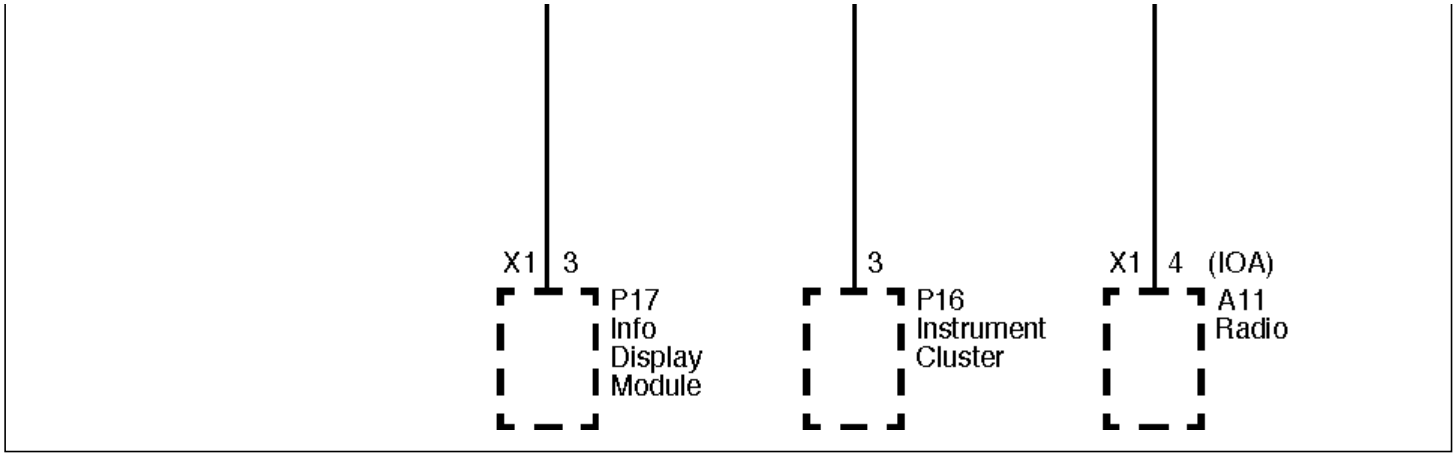 X1 3
P17
Info
Display
Module
3
P16
Instrument
Cluster
X1 4 (IOA)
A11
Radio